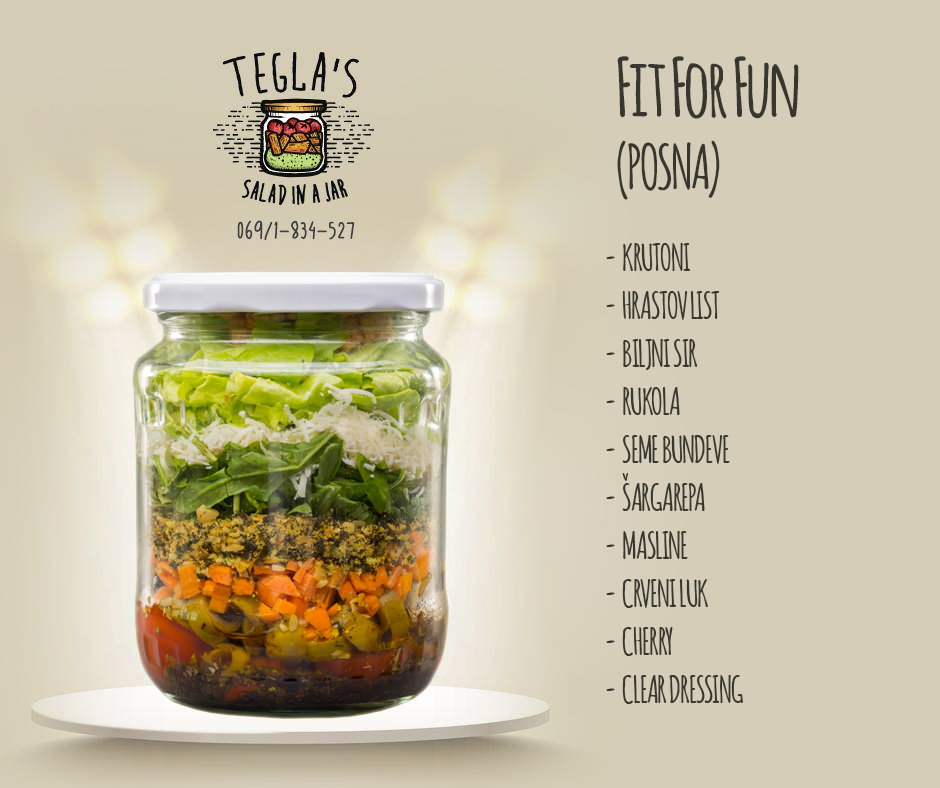 TEGLA'S
SALAD IN A JAR
069/1-834-527
FIT FOR FUN
(POSNA)
- KRUTONI
- HRASTOV LIST
- BILJNI SIR
- RUKOLA
- SEME BUNDEVE
- ŠARGAREPA
- MASLINE
- CRVENI LUK
- CHERRY
- CLEAR DRESSING